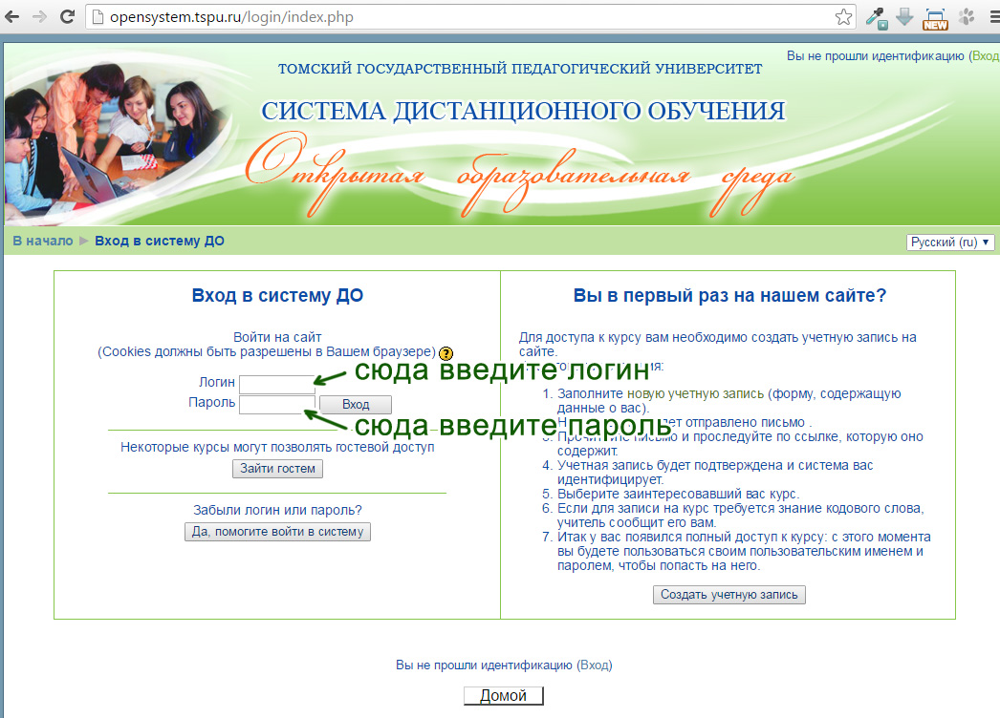 opensystem.tspu.ru/login/index.php
NEW
Вы не прошли идентификацию (Вход
ТОМСКИЙ ГОСУДАРСТВЕННЫЙ ПЕДАГОГИЧЕСКИЙ УНИВЕРСИТЕТ
СИСТЕМА ДИСТАНЦИОННОГО ОБУЧЕНИЯ
Открытая образовательная среда
В начало ► Вход в систему ДО
Русский (ru) ▼
Вход в систему ДО
Войти на сайт
(Cookies должны быть разрешены в Вашем браузере) ?
сюда введите логин
Логин
Пароль
Вход
сюда введите пароль
Некоторые курсы могут позволять гостевой доступ
Зайти гостем
Забыли логин или пароль?
Да, помогите войти в систему
Вы в первый раз на нашем сайте?
Для доступа к курсу вам необходимо создать учетную запись на
сайте.
1. Заполните новую учетную запись (форму, содержащую
данные о вас).
отправлено письмо .
и проследуйте по ссылке, которую оно
содержит.
4. Учетная запись будет подтверждена и система вас
идентифицирует.
5. Выберите заинтересовавший вас курс.
6. Если для записи на курс требуется знание кодового слова,
учитель сообщит его вам.
7. Итак у вас появился полный доступ к курсу: с этого момента
вы будете пользоваться своим пользовательским именем и
паролем, чтобы попасть на него.
Создать учетную запись
Вы не прошли идентификацию (Вход)
Домой